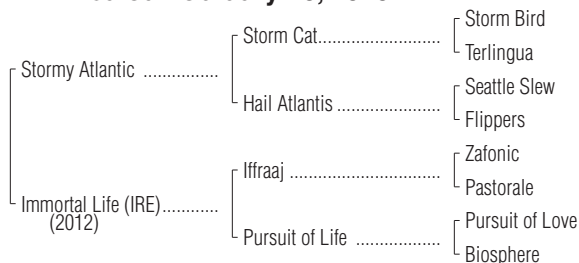 Storm Bird
Storm Cat..............................
Terlingua
Stormy Atlantic ..................
Seattle Slew
Hail Atlantis .........................
Flippers
Zafonic
Iffraaj ....................................
Pastorale
Immortal Life (IRE).............
(2012)
Pursuit of Love
Pursuit of Life ....................
Biosphere